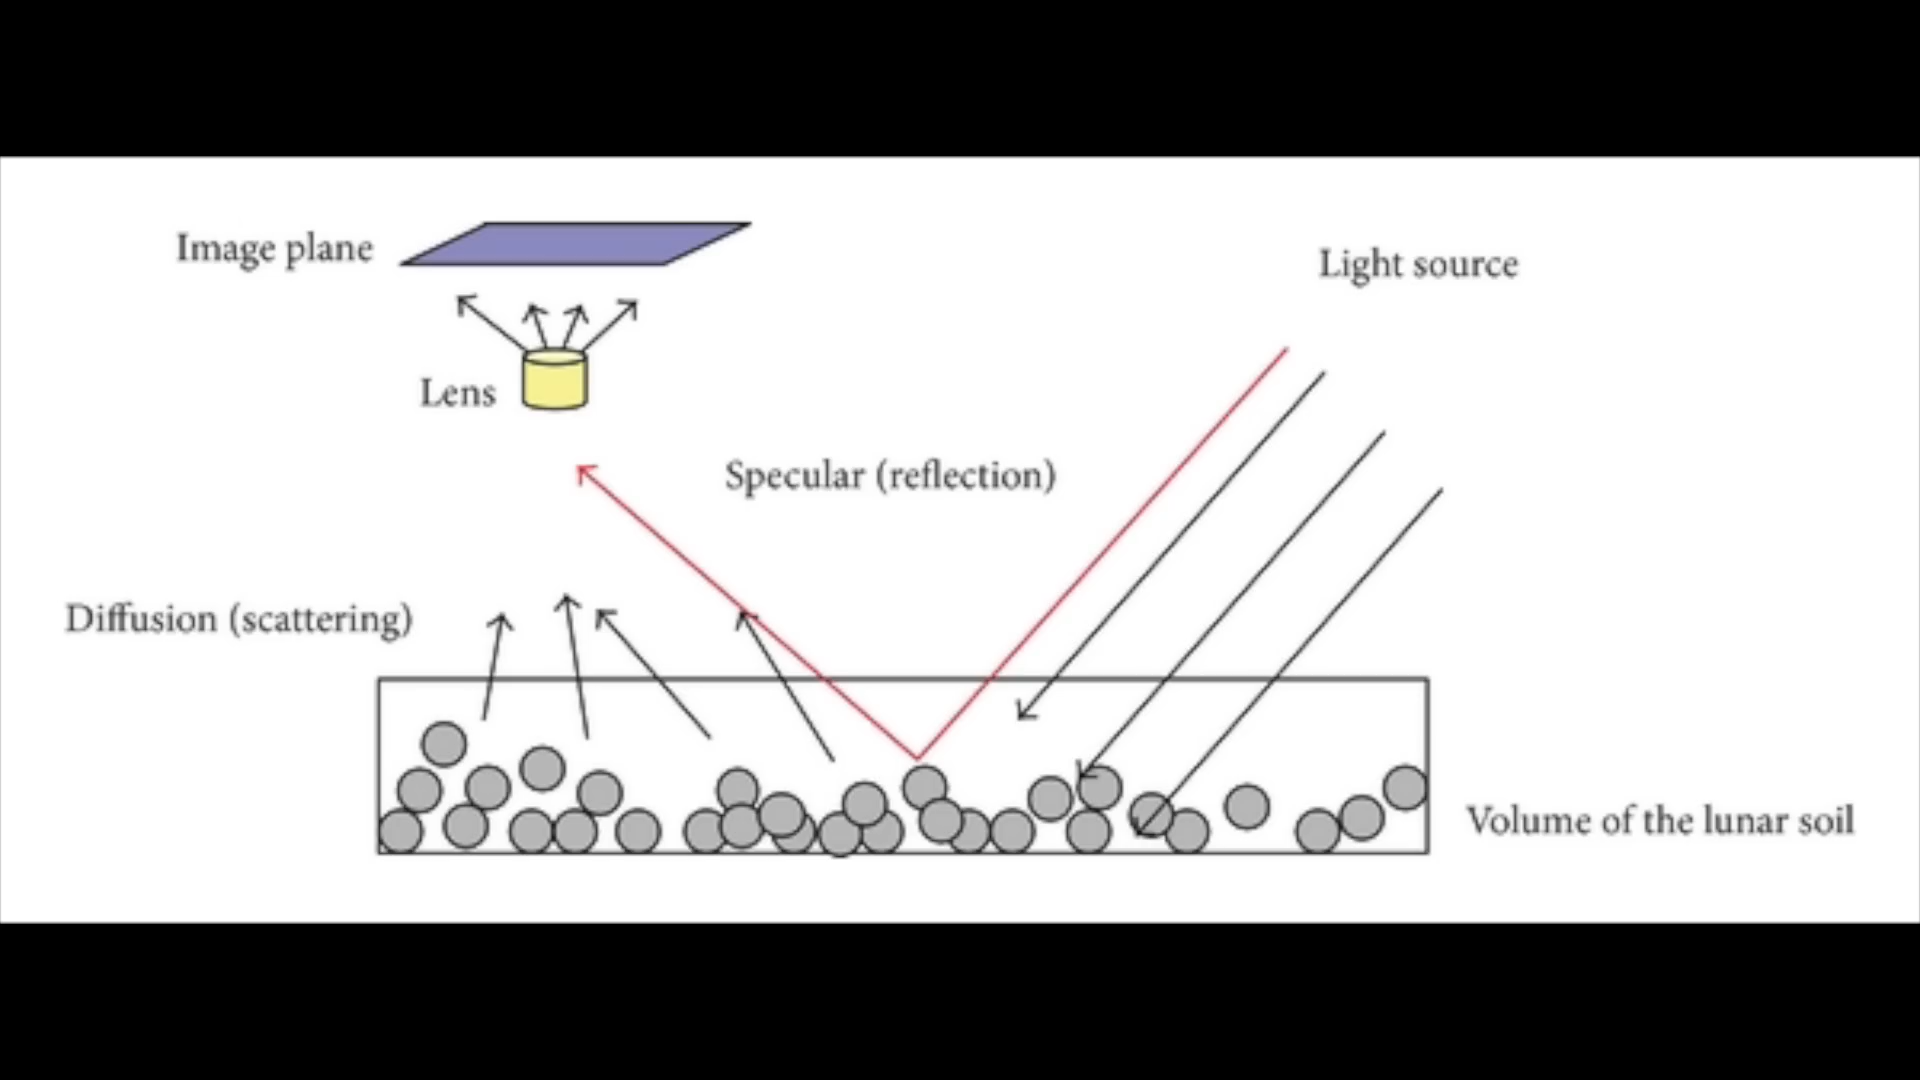 Image plane
Light source
Lens
Specular (reflection)
Diffusion (scattering)
Volume of the lunar soil